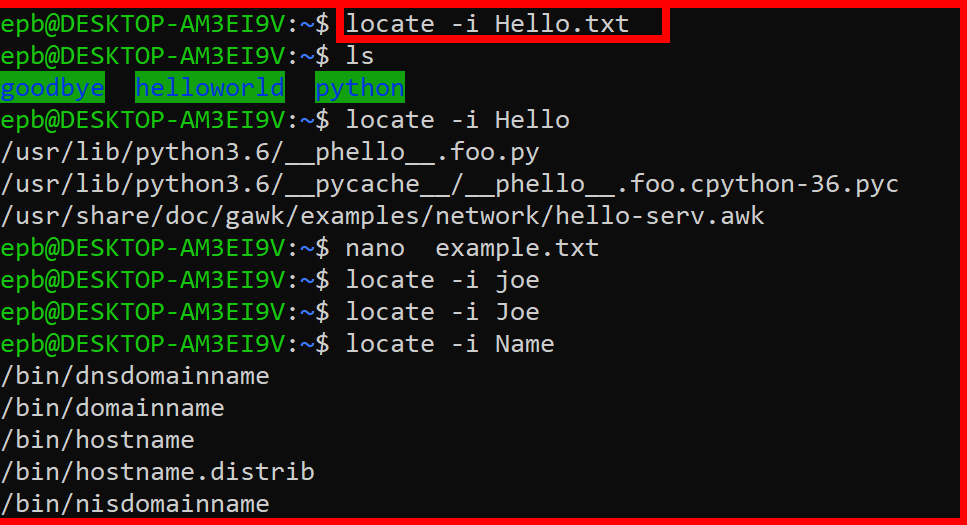 epb@DESKTOP-AM3EI9V:~$ locate -i Hello.txt
epb@DESKTOP-AM3EI9V:~$ ls
goodbye  helloworld  python
epb@DESKTOP-AM3EI9V:~$ locate -i Hello
/usr/lib/python3.6/__phello__.foo.py
/usr/lib/python3.6/__pycache__/__phello__.foo.cpython-36.pyc
/usr/share/doc/gawk/examples/network/hello-serv.awk
epb@DESKTOP-AM3EI9V:~$ nano  example.txt
epb@DESKTOP-AM3EI9V:~$ locate -i joe
epb@DESKTOP-AM3EI9V:~$ locate -i Joe
epb@DESKTOP-AM3EI9V:~$ locate -i Name
/bin/dnsdomainname
/bin/domainname
/bin/hostname
/bin/hostname.distrib
/bin/nisdomainname